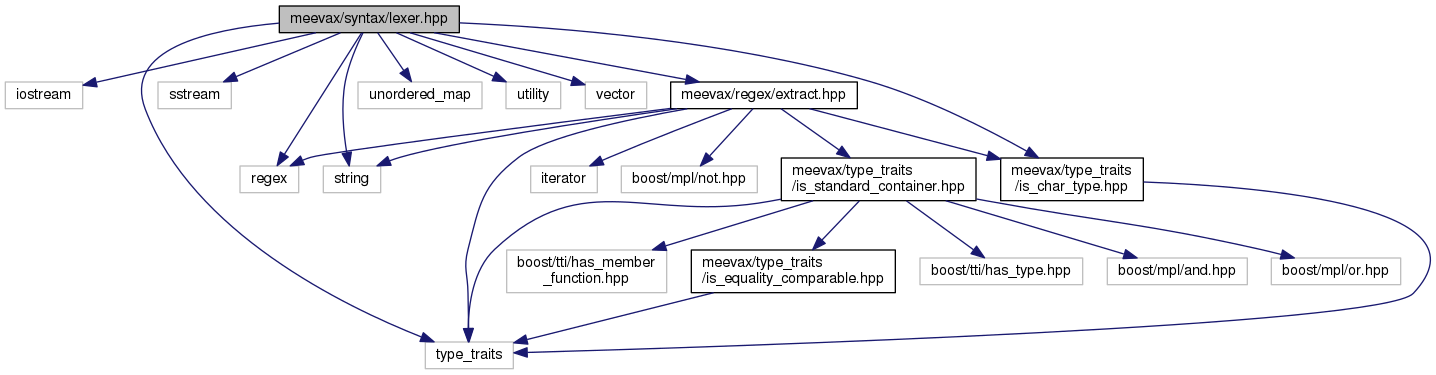 meevax/syntax/lexer.hpp
iostream
sstream
unordered_map
utility
vector
meevax/regex/extract.hpp
regex
string
iterator
boost/mpl/not.hpp
meevax/type_traits
/is_standard_container.hpp
meevax/type_traits
/is_char_type.hpp
boost/tti/has_member
_function.hpp
meevax/type_traits
/is_equality_comparable.hpp
boost/tti/has_type.hpp
boost/mpl/and.hpp
boost/mpl/or.hpp
type_traits